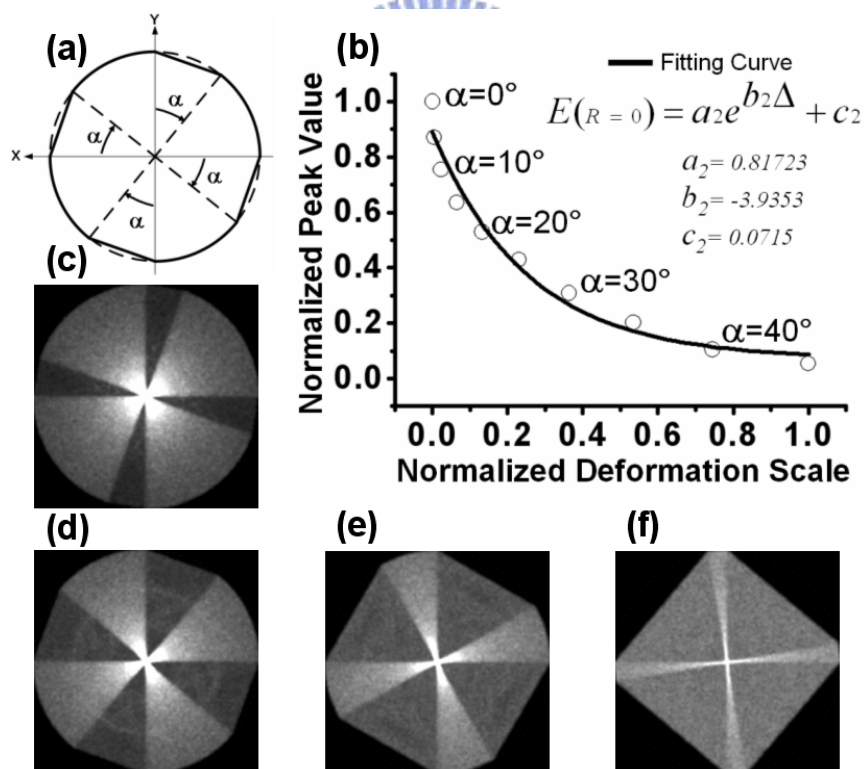 (a)
Y
X
α
α
α
α
(b)
Fitting Curve
E(R = 0) = a2e^b2Δ + c2
a2= 0.81723
b2= -3.9353
c2= 0.0715
α=0°
α=10°
α=20°
α=30°
α=40°
Normalized Peak Value
1.0
0.8
0.6
0.4
0.2
0.0
0.0 0.2 0.4 0.6 0.8 1.0
Normalized Deformation Scale
(c)
(d)
(e)
(f)